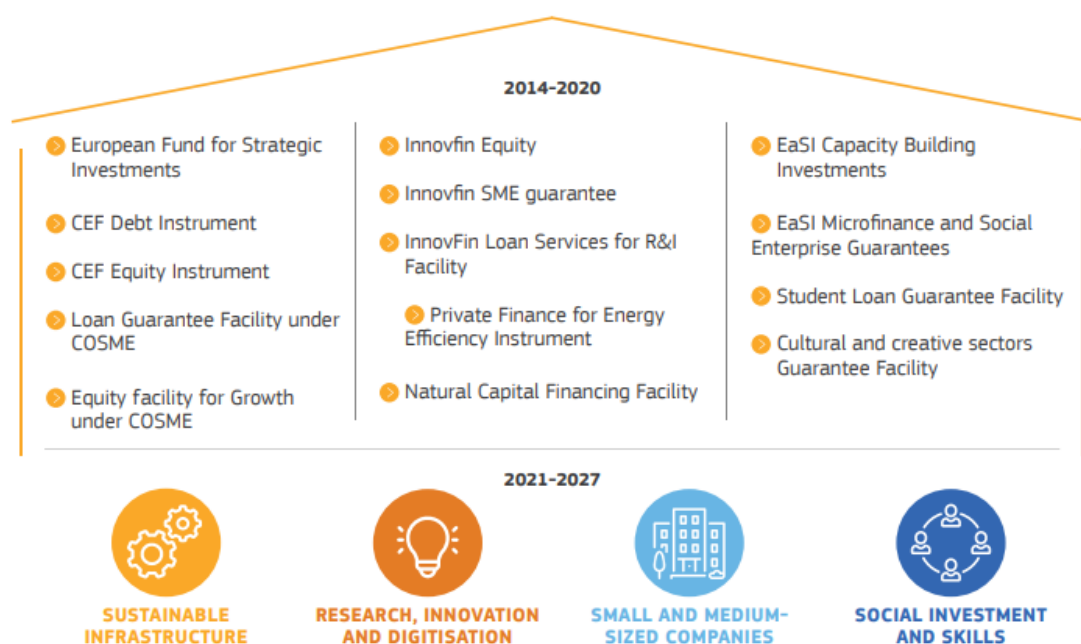 2014-2020
European Fund for Strategic
Investments
CEF Debt Instrument
CEF Equity Instrument
Loan Guarantee Facility under
COSME
Equity facility for Growth
under COSME
Innovfin Equity
Innovfin SME guarantee
InnovFin Loan Services for R&I
Facility
Private Finance for Energy
Efficiency Instrument
Natural Capital Financing Facility
EaSI Capacity Building
Investments
EaSI Microfinance and Social
Enterprise Guarantees
Student Loan Guarantee Facility
Cultural and creative sectors
Guarantee Facility
2021-2027
SUSTAINABLE
INFRASTRUCTURE
RESEARCH, INNOVATION
AND DIGITISATION
SMALL AND MEDIUM-
SIZED COMPANIES
SOCIAL INVESTMENT
AND SKILLS